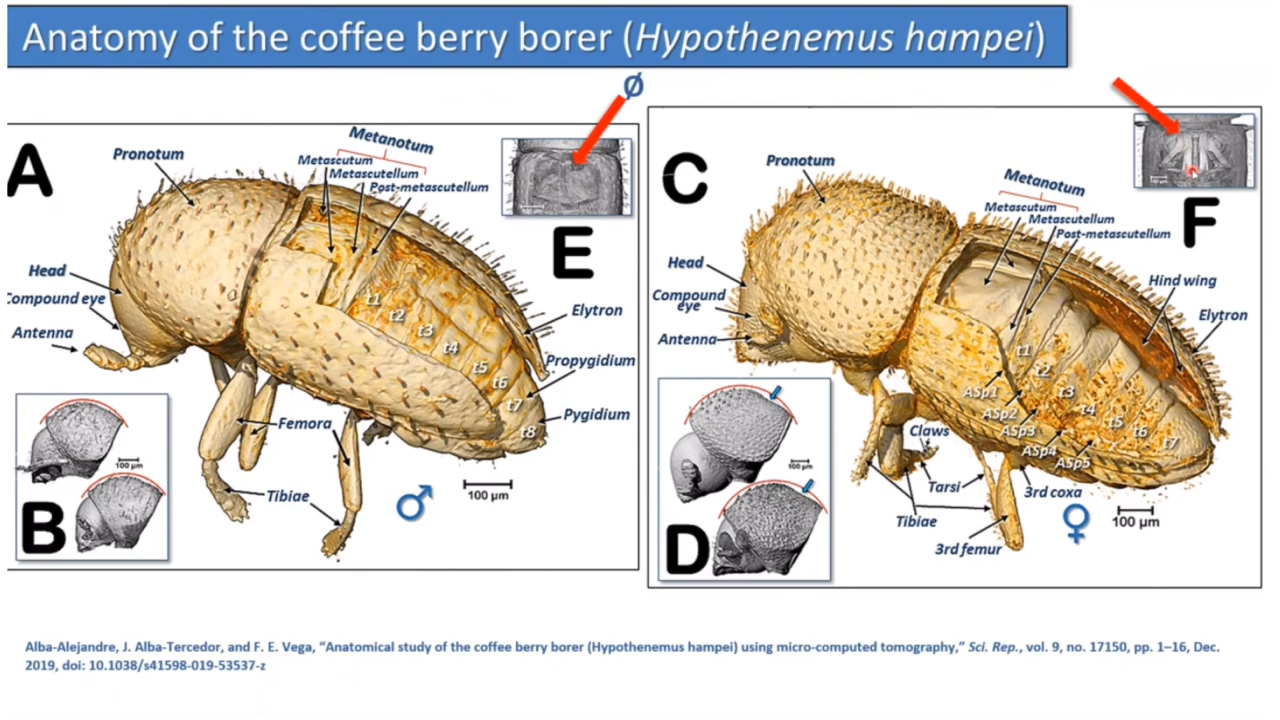 Anatomy of the coffee berry borer (Hypothenemus hampei)
Ø
A
Metanotum
Metascutum
Metascutellum
Post-metascutellum
Pronotum
Head
Compound eye
Antenna
E
Elytron
Propygidium
Pygidium
t1
t2
t3
t4
t5
t6
t7
t8
Femora
Tibiae
♂
100 µm
B
100 µm
C
Pronotum
Metanotum
Metascutum
Metascutellum
Post-metascutellum
F
Head
Compound
eye
Antenna
Hind wing
Elytron
t1
t2
t3
t4
t5
t6
t7
ASp1
ASp2
ASp3
ASp4
ASp5
Claws
Tarsi
Tibiae
3rd coxa
3rd femur
♀
100 µm
D
100 µm
Alba-Alejandre, J. Alba-Tercedor, and F. E. Vega, “Anatomical study of the coffee berry borer (Hypothenemus hampei) using micro-computed tomography,” Sci. Rep., vol. 9, no. 17150, pp. 1–16, Dec.
2019, doi: 10.1038/s41598-019-53537-z